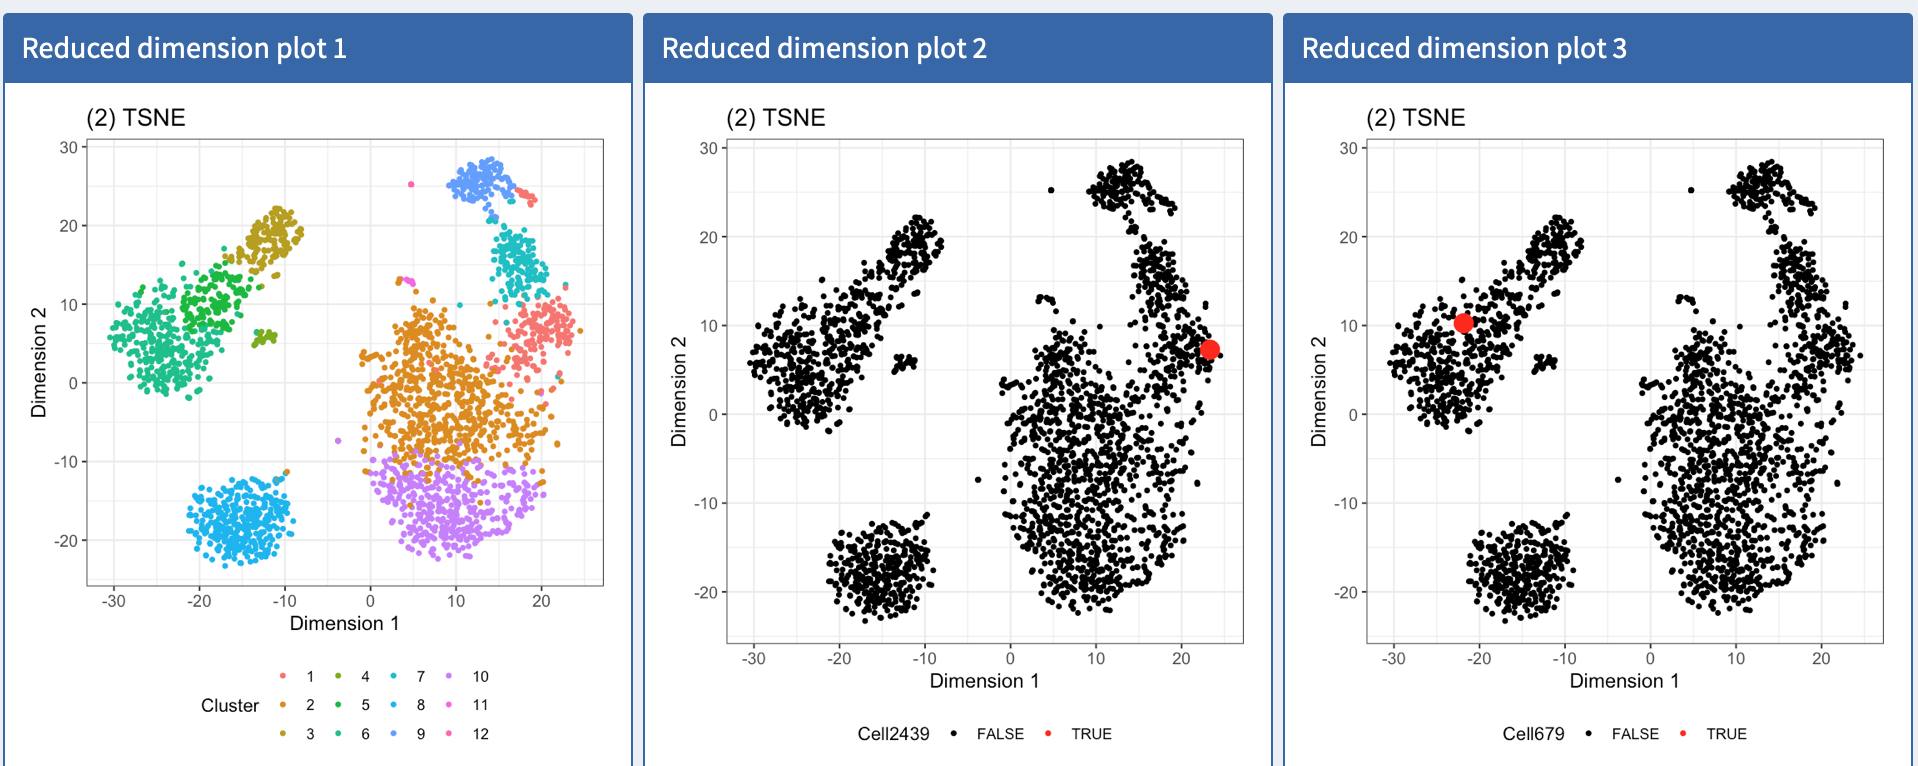 Reduced dimension plot 1
(2) TSNE
30
20
10
0
-10
-20
Dimension 2
-30 -20 -10 0 10 20
Dimension 1
Cluster
1 4 7 10
2 5 8 11
3 6 9 12
Reduced dimension plot 2
(2) TSNE
30
20
10
0
-10
-20
Dimension 2
-30 -20 -10 0 10 20
Dimension 1
Cell2439 FALSE TRUE
Reduced dimension plot 3
(2) TSNE
30
20
10
0
-10
-20
Dimension 2
-30 -20 -10 0 10 20
Dimension 1
Cell679 FALSE TRUE